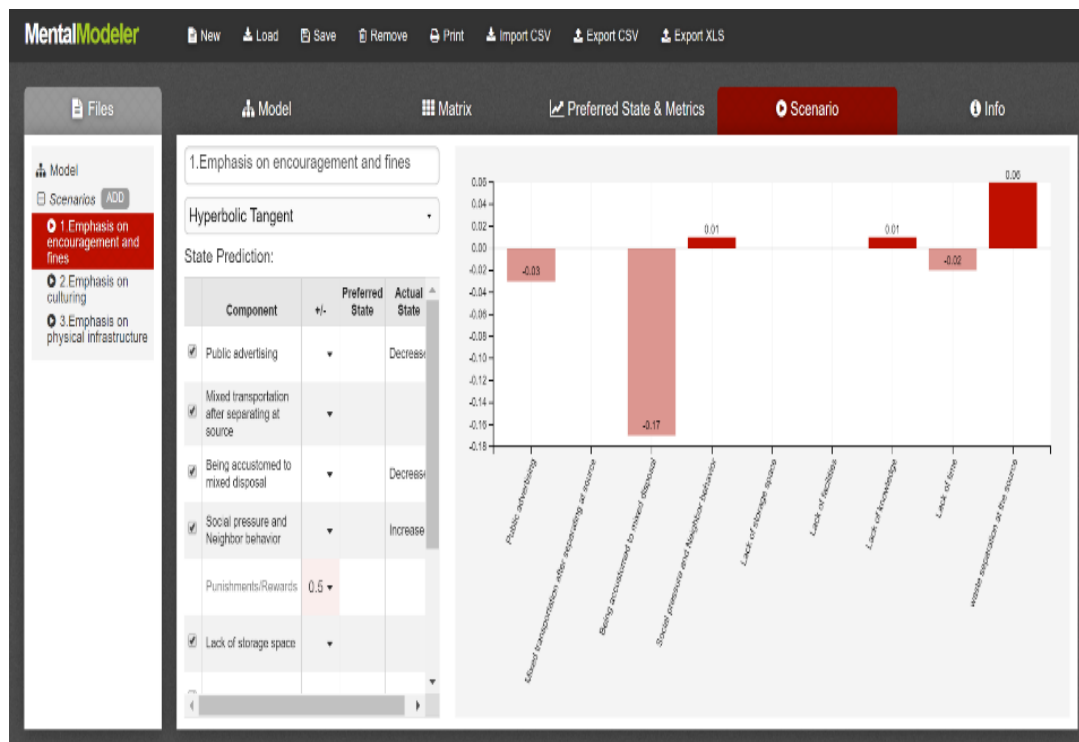 MentalModeler
New
Load
Save
Remove
Print
Import CSV
Export CSV
Export XLS
Files
Model
Matrix
Preferred State & Metrics
Scenario
Info
Model
Scenarios ADD
1.Emphasis on
encouragement and
fines
2.Emphasis on
culturing
3.Emphasis on
physical infrastructure
1.Emphasis on encouragement and fines
Hyperbolic Tangent
State Prediction:
Component
+/-
Preferred
State
Actual
State
Public advertising
Decrease
Mixed transportation
after separating at
source
Being accustomed to
mixed disposal
Decrease
Social pressure and
Neighbor behavior
Increase
Punishments/Rewards
0.5
Lack of storage space
0.06
0.04
0.02
0.00
-0.02
-0.04
-0.06
-0.08
-0.10
-0.12
-0.14
-0.16
-0.18
-0.03
-0.17
0.01
0.01
-0.02
0.06
Public advertising
Mixed transportation after separating at source
Being accustomed to mixed disposal
Social pressure and Neighbor behavior
Lack of storage space
Lack of facilities
Lack of knowledge
Lack of time
waste separation at the source